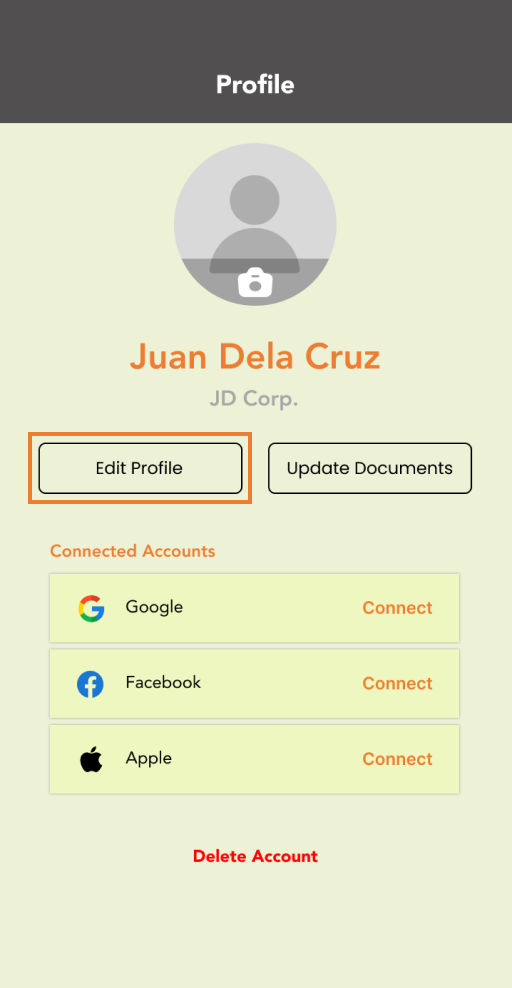 Profile
Juan Dela Cruz
JD Corp.
Edit Profile
Update Documents
Connected Accounts
Google
Connect
Facebook
Connect
Apple
Connect
Delete Account